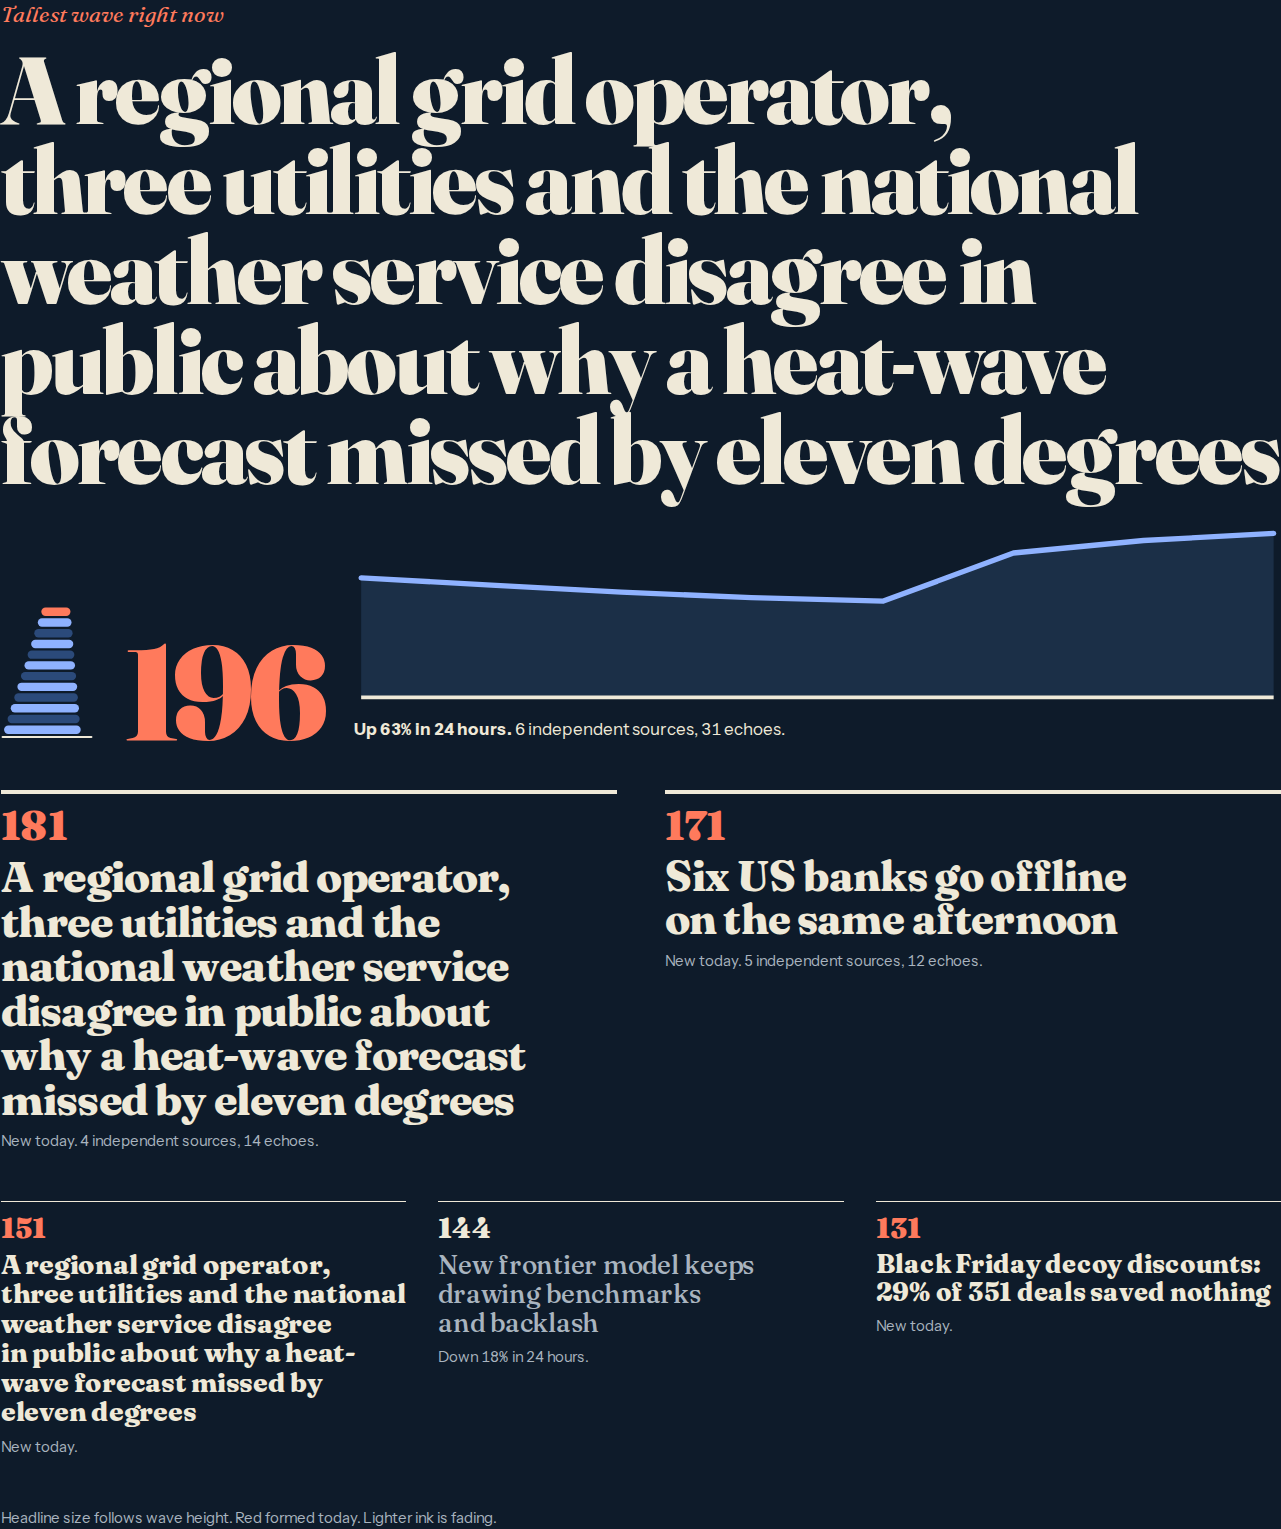 Tallest wave right now
A regional grid operator,
three utilities and the national
weather service disagree in
public about why a heat-wave
forecast missed by eleven degrees
196
Up 63% in 24 hours. 6 independent sources, 31 echoes.
181
A regional grid operator,
three utilities and the
national weather service
disagree in public about
why a heat-wave forecast
missed by eleven degrees
New today. 4 independent sources, 14 echoes.
171
Six US banks go offline
on the same afternoon
New today. 5 independent sources, 12 echoes.
151
A regional grid operator,
three utilities and the national
weather service disagree
in public about why a heat-
wave forecast missed by
eleven degrees
New today.
144
New frontier model keeps
drawing benchmarks
and backlash
Down 18% in 24 hours.
131
Black Friday decoy discounts:
29% of 351 deals saved nothing
New today.
Headline size follows wave height. Red formed today. Lighter ink is fading.